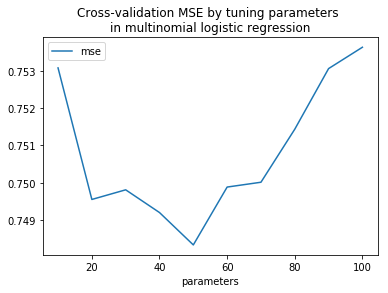 Cross-validation MSE by tuning parameters
in multinomial logistic regression
mse
0.753
0.752
0.751
0.750
0.749
20 40 60 80 100
parameters